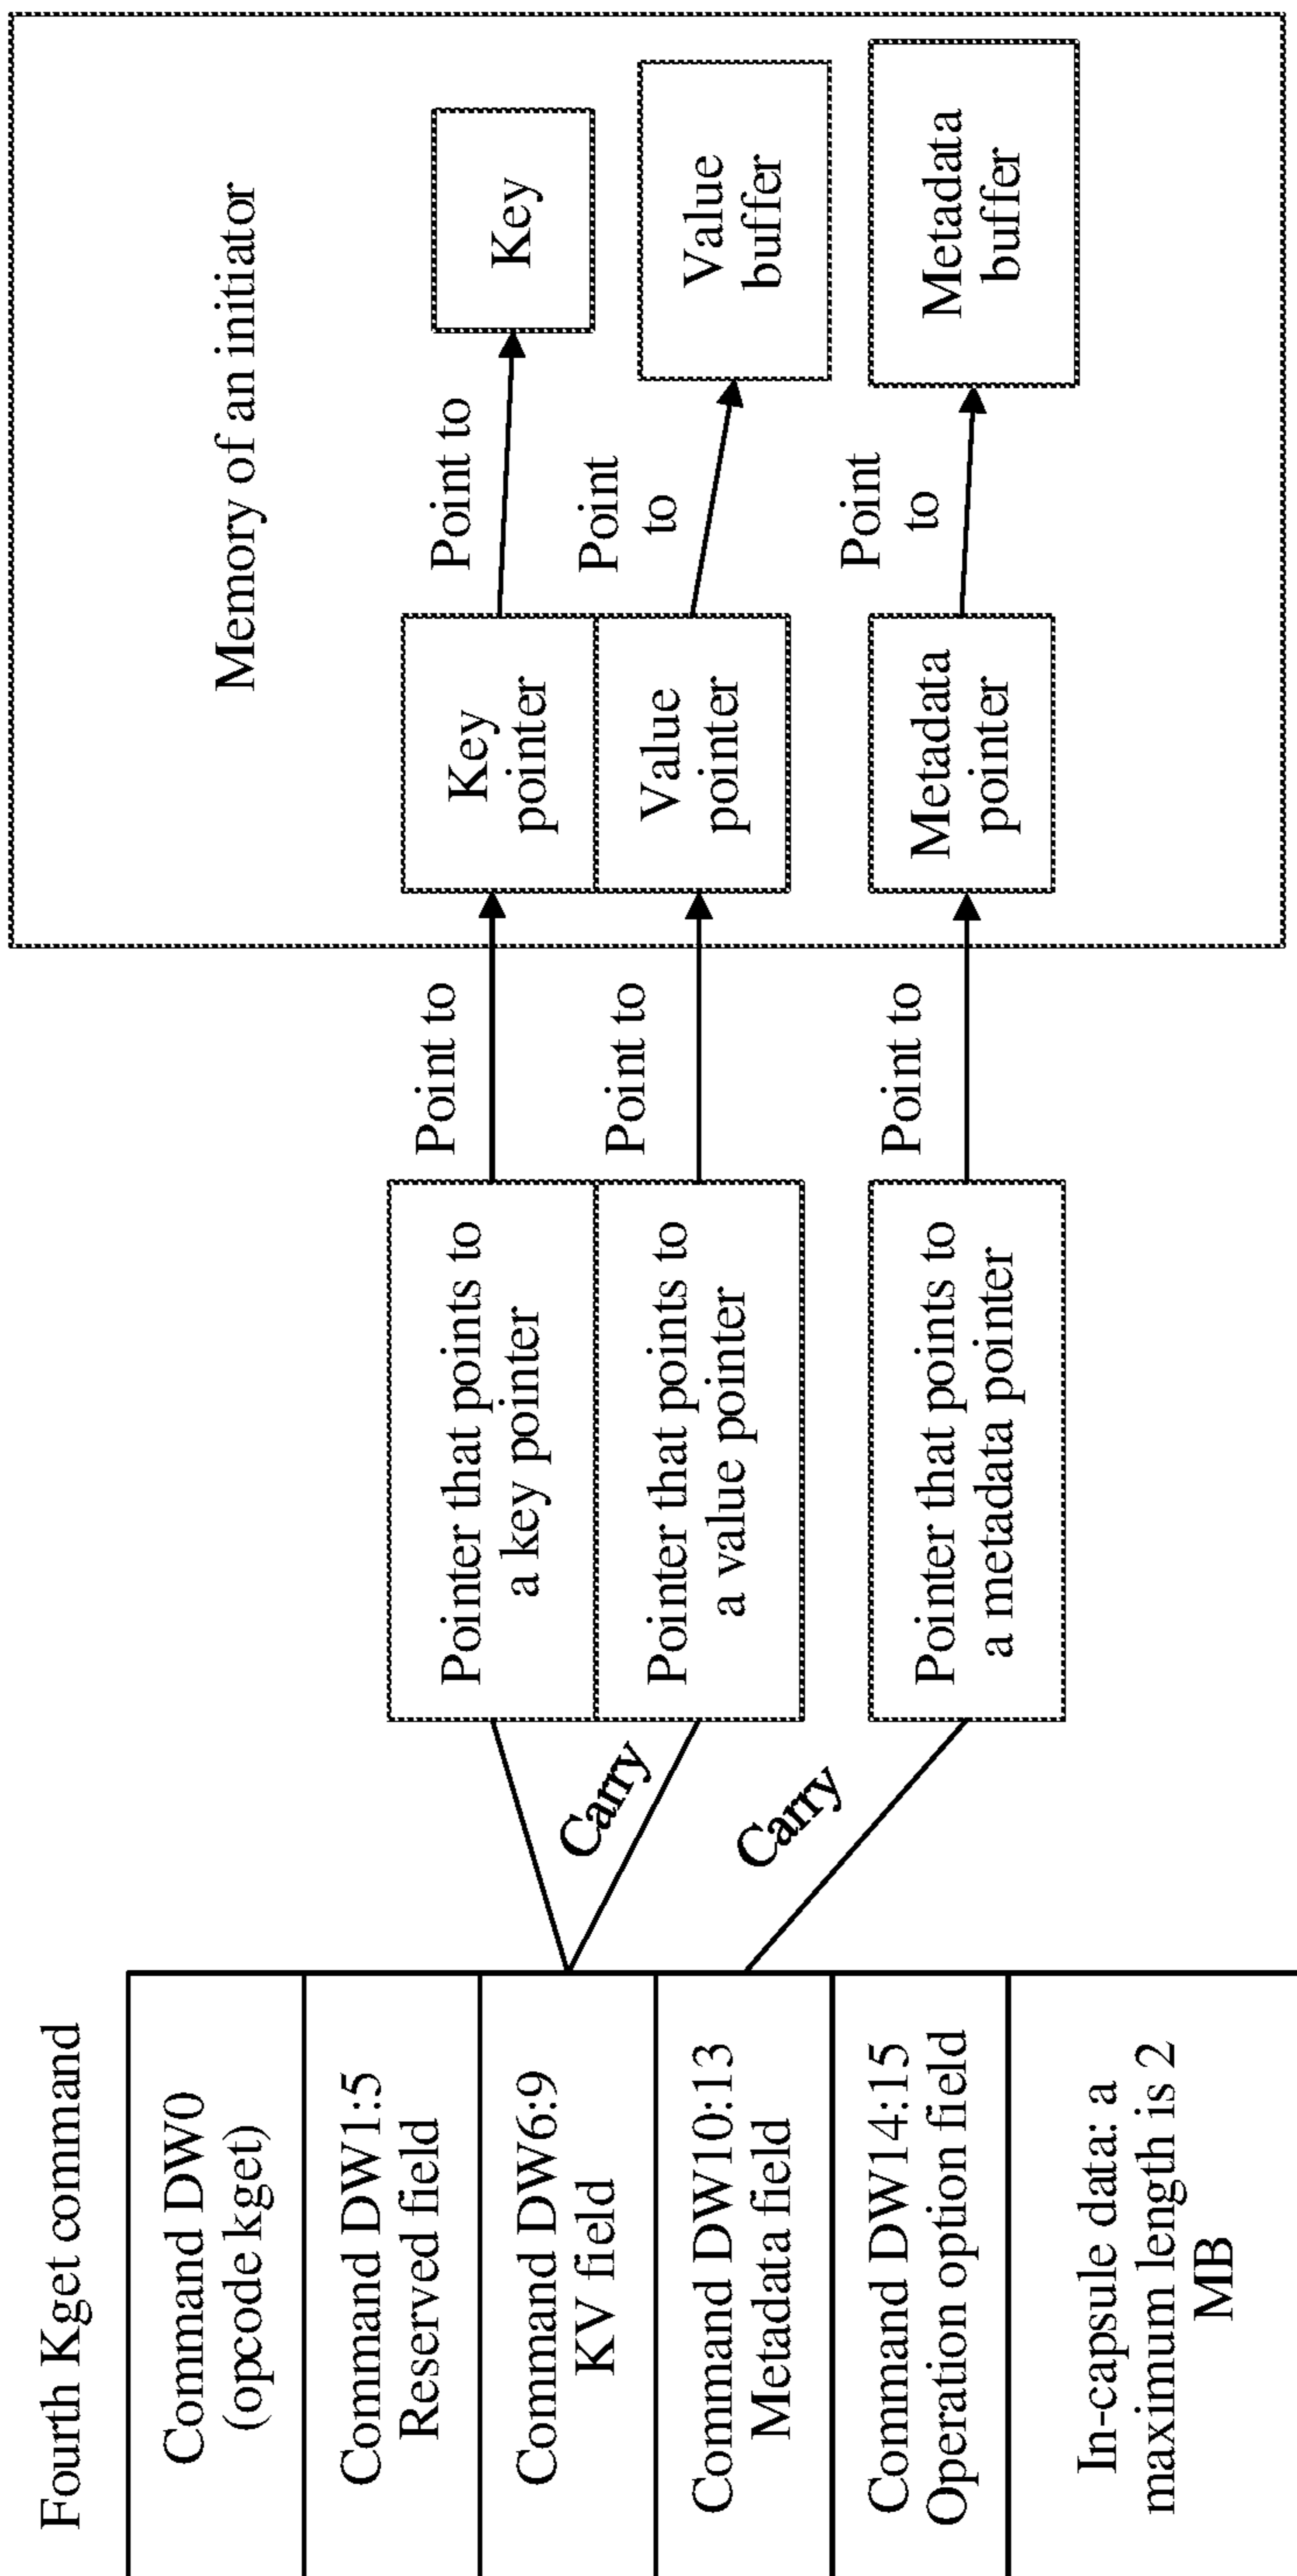 Fourth Kget command
Command DW0
(opcode kget)
Command DW1:5
Reserved field
Command DW6:9
KV field
Command DW10:13
Metadata field
Command DW14:15
Operation option field
In-capsule data: a
maximum length is 2
MB
Carry
Carry
Pointer that points to
a key pointer
Pointer that points to
a value pointer
Pointer that points to
a metadata pointer
Point to
Point to
Point to
Memory of an initiator
Key
pointer
Value
pointer
Metadata
pointer
Point to
Point
to
Point
to
Key
Value
buffer
Metadata
buffer